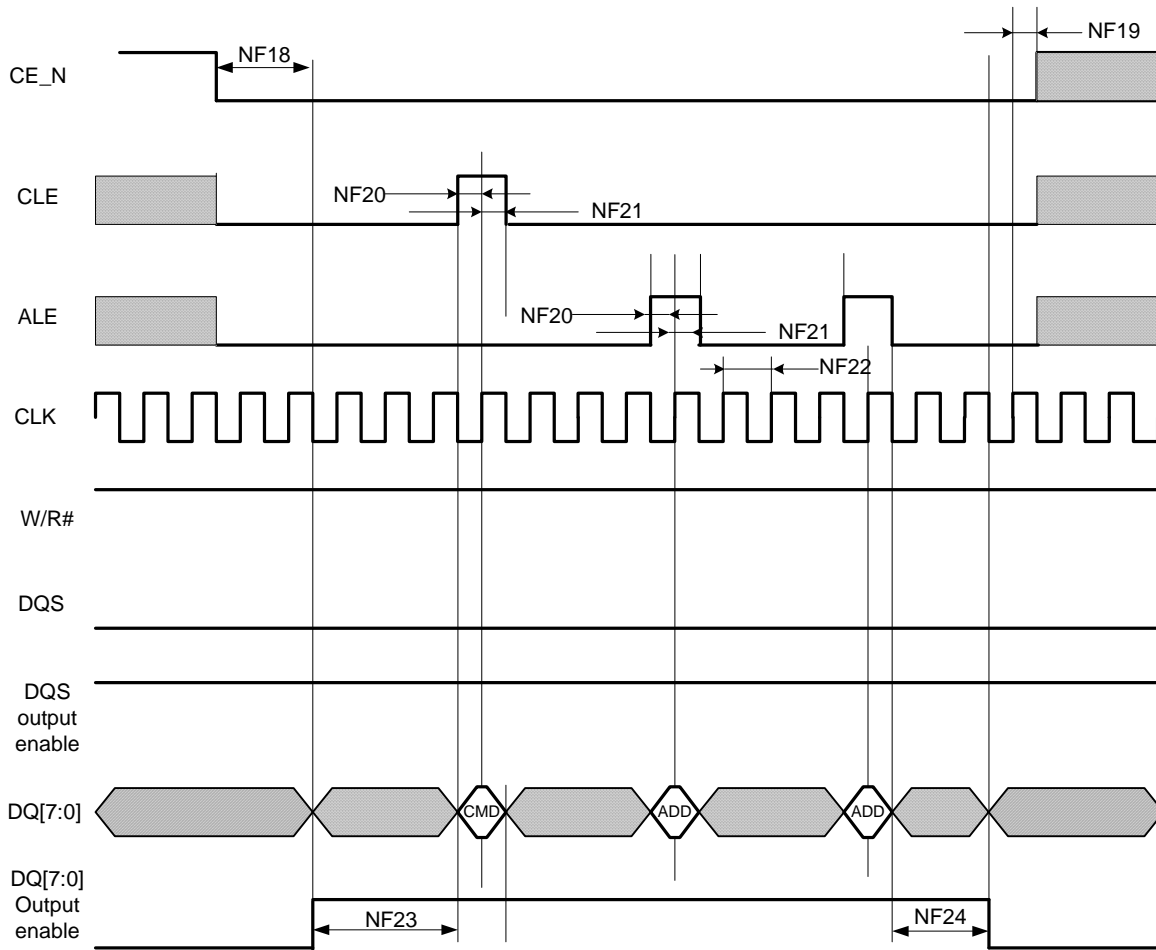 NF19
NF18
CE_N
CLE
NF20
NF21
ALE
NF20
NF21
NF22
CLK
W/R#
DQS
DQS
output
enable
DQ[7:0]
CMD
ADD
ADD
DQ[7:0]
Output
enable
NF23
NF24